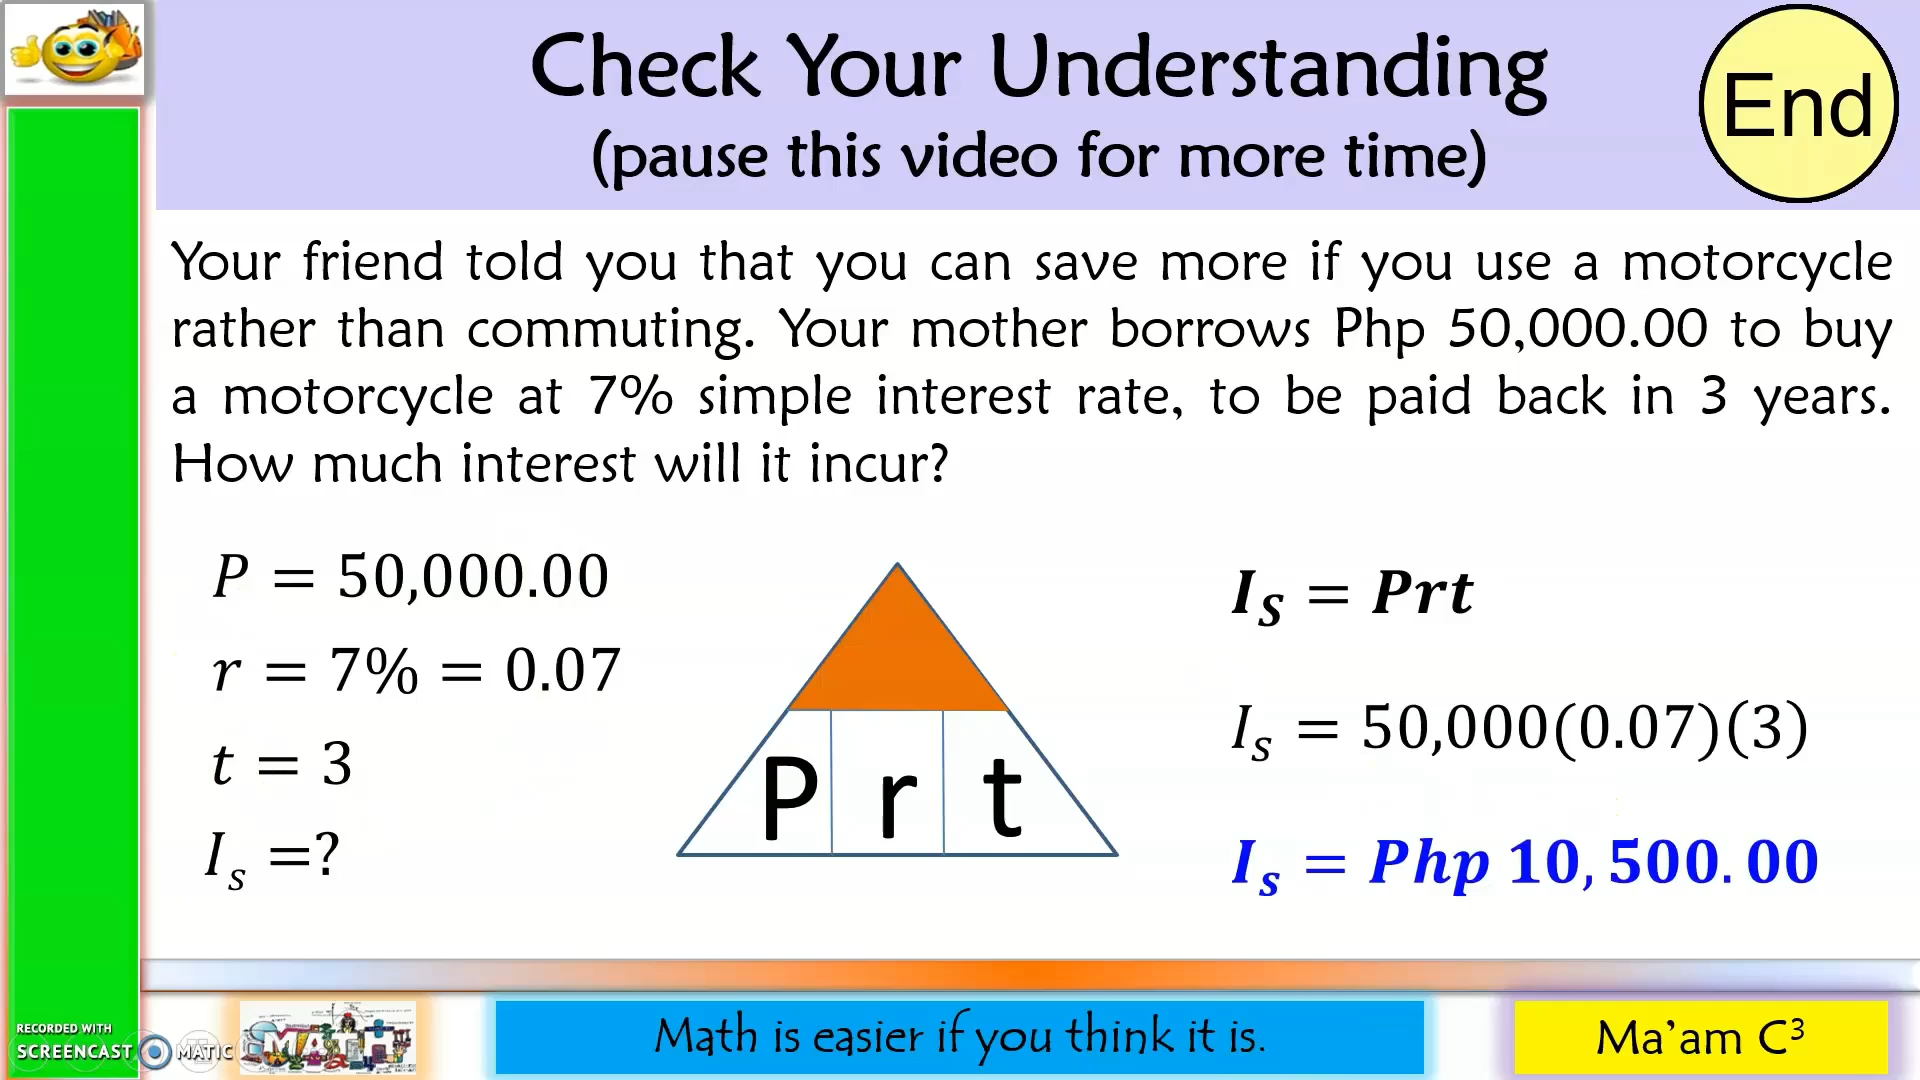 Check Your Understanding
(pause this video for more time)
End
Your friend told you that you can save more if you use a motorcycle
rather than commuting. Your mother borrows Php 50,000.00 to buy
a motorcycle at 7% simple interest rate, to be paid back in 3 years.
How much interest will it incur?
P = 50,000.00
r = 7% = 0.07
t = 3
Iₛ =?
P r t
I_S = Prt
Iₛ = 50,000(0.07)(3)
Iₛ = Php 10,500.00
RECORDED WITH
SCREENCAST MATIC
MATH
Math is easier if you think it is.
Ma'am C³